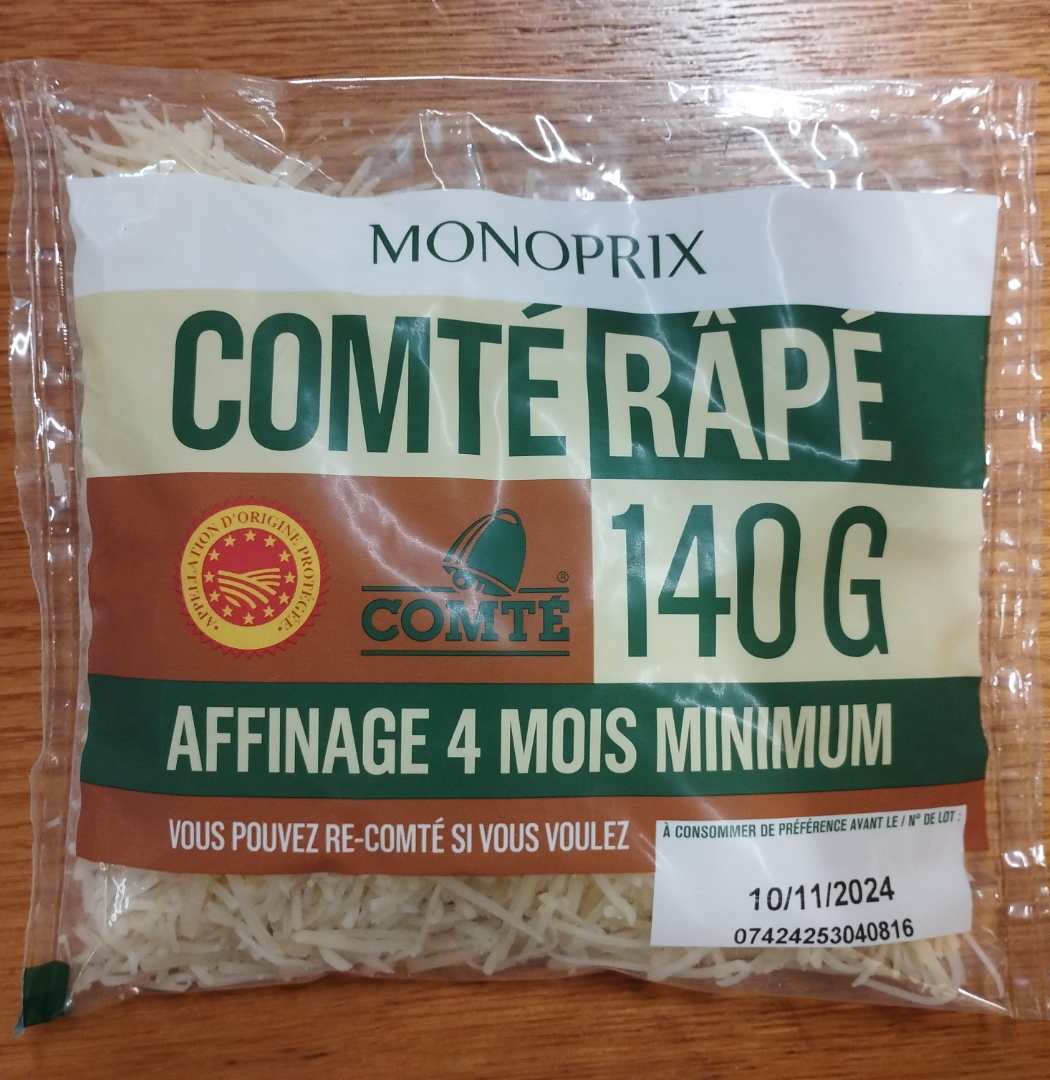 MONOPRIX
COMTÉ RÂPÉ
APPELLATION D'ORIGINE PROTÉGÉE
COMTÉ®
140 G
AFFINAGE 4 MOIS MINIMUM
VOUS POUVEZ RE-COMTÉ SI VOUS VOULEZ
À CONSOMMER DE PRÉFÉRENCE AVANT LE / N° DE LOT :
10/11/2024
07424253040816